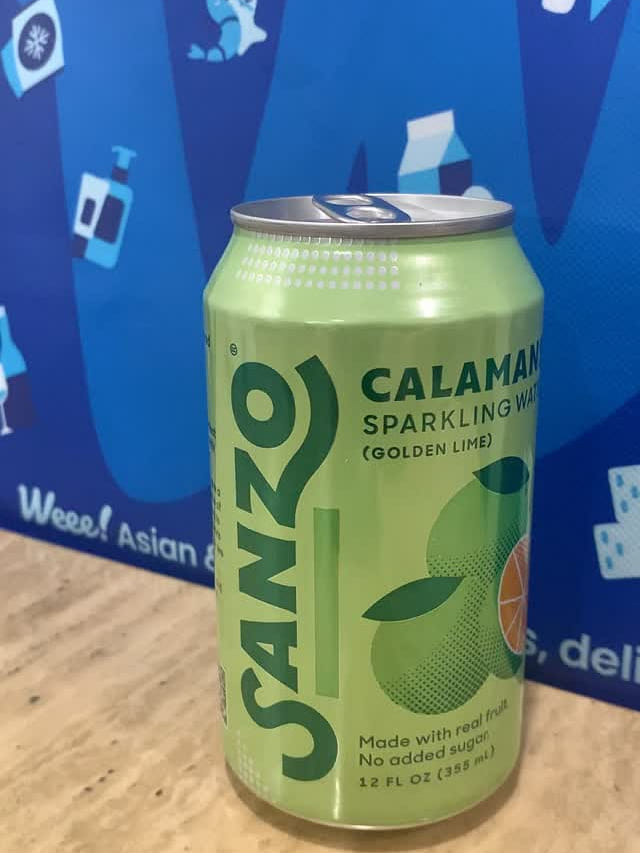 SANZO
CALAMAN
SPARKLING WAT
(GOLDEN LIME)
Made with real fruit
No added sugar
12 FL OZ (355 mL)
Weee! Asian &
s, deli